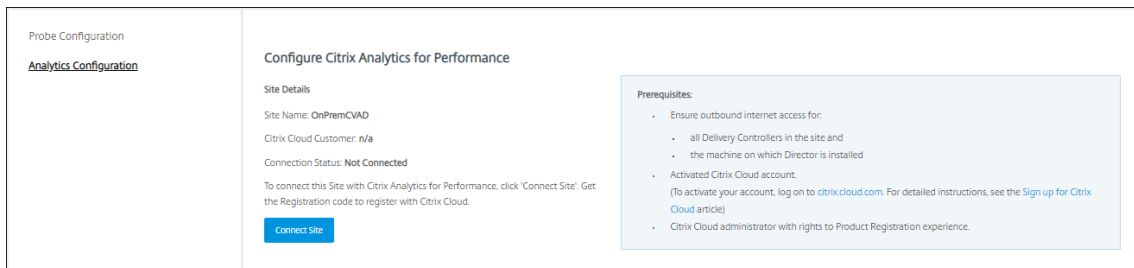 Probe Configuration
Analytics Configuration
Configure Citrix Analytics for Performance
Site Details
Site Name: OnPremCVAD
Citrix Cloud Customer: n/a
Connection Status: Not Connected
To connect this Site with Citrix Analytics for Performance, click 'Connect Site'. Get
the Registration code to register with Citrix Cloud.
Connect Site
Prerequisites:
• Ensure outbound internet access for:
• all Delivery Controllers in the site and
• the machine on which Director is installed
• Activated Citrix Cloud account.
(To activate your account, log on to citrix.cloud.com. For detailed instructions, see the Sign up for Citrix
Cloud article)
• Citrix Cloud administrator with rights to Product Registration experience.